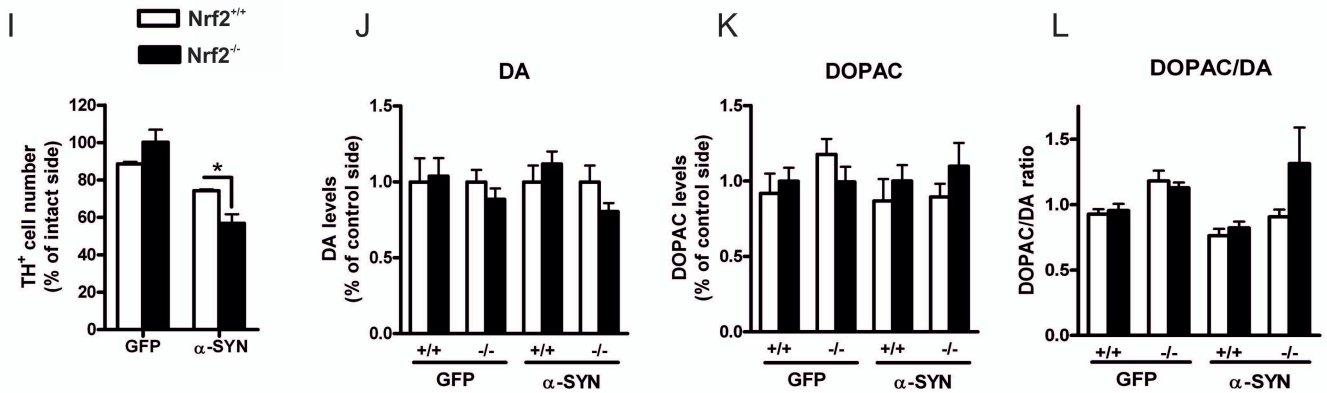 I
Nrf2+/+
Nrf2-/-
TH+ cell number
(% of intact side)
120
100
80
60
40
20
0
*
GFP
α-SYN
J
DA
DA levels
(% of control side)
1.5
1.0
0.5
0.0
+/+
-/-
+/+
-/-
GFP
α-SYN
K
DOPAC
DOPAC levels
(% of control side)
1.5
1.0
0.5
0.0
+/+
-/-
+/+
-/-
GFP
α-SYN
L
DOPAC/DA
DOPAC/DA ratio
1.5
1.0
0.5
0.0
+/+
-/-
+/+
-/-
GFP
α-SYN